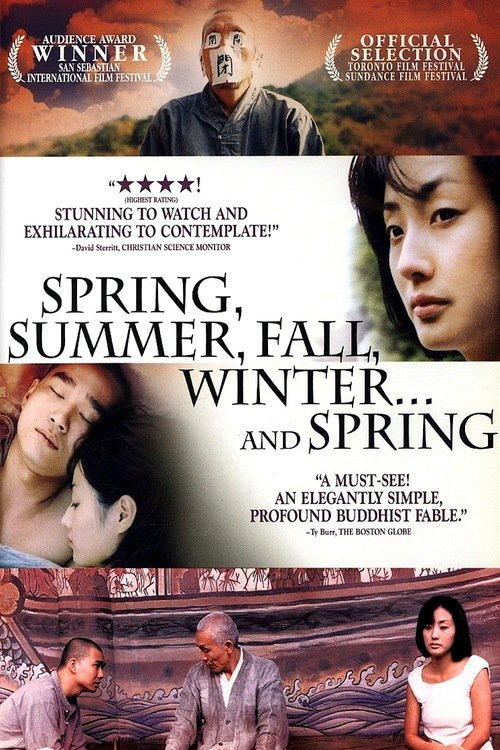 AUDIENCE AWARD
WINNER
SAN SEBASTIAN
INTERNATIONAL FILM FESTIVAL
OFFICIAL
SELECTION
TORONTO FILM FESTIVAL
SUNDANCE FILM FESTIVAL
閉
“★★★★!
(HIGHEST RATING)
STUNNING TO WATCH AND
EXHILARATING TO CONTEMPLATE!”
–David Sterritt, CHRISTIAN SCIENCE MONITOR
SPRING,
SUMMER, FALL,
WINTER...
AND SPRING
“A MUST-SEE!
AN ELEGANTLY SIMPLE,
PROFOUND BUDDHIST FABLE.”
–Ty Burr, THE BOSTON GLOBE